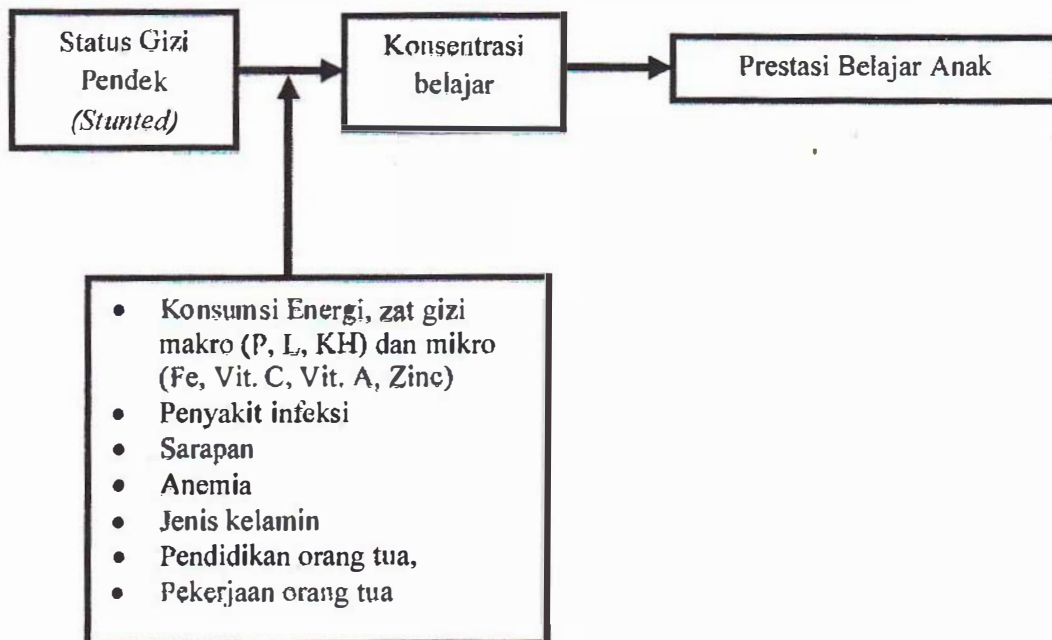 Status Gizi
Pendek
(Stunted)
Konsentrasi
belajar
Prestasi Belajar Anak
• Konsumsi Energi, zat gizi
makro (P, L, KH) dan mikro
(Fe, Vit. C, Vit. A, Zinc)
• Penyakit infeksi
• Sarapan
• Anemia
• Jenis kelamin
• Pendidikan orang tua,
• Pekerjaan orang tua